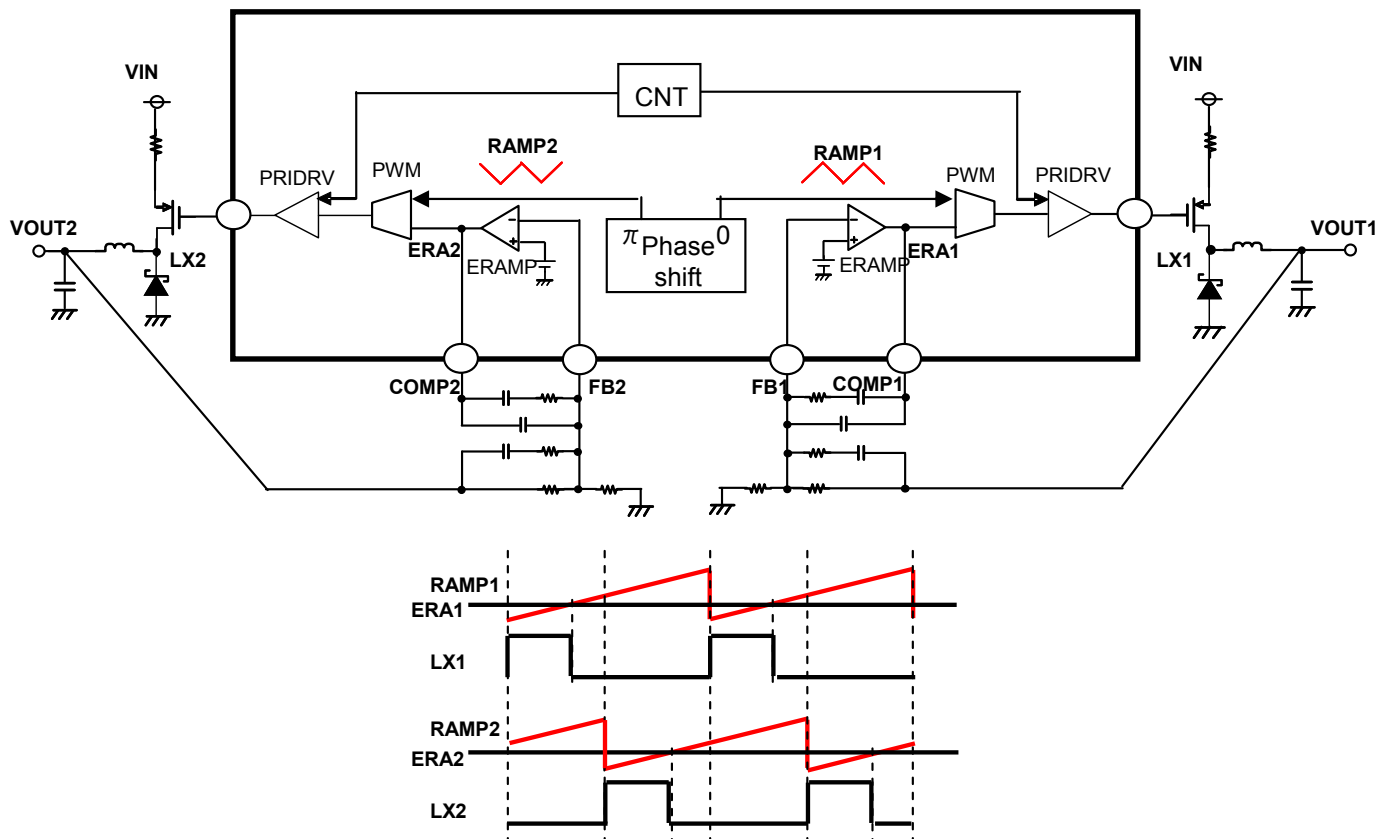 VIN
VIN
CNT
RAMP2
RAMP1
PRIDRV
PWM
PWM
PRIDRV
VOUT2
VOUT1
LX2
ERA2
ERAMP
π Phase 0
shift
ERAMP
ERA1
LX1
COMP2
FB2
FB1
COMP1
RAMP1
ERA1
LX1
RAMP2
ERA2
LX2